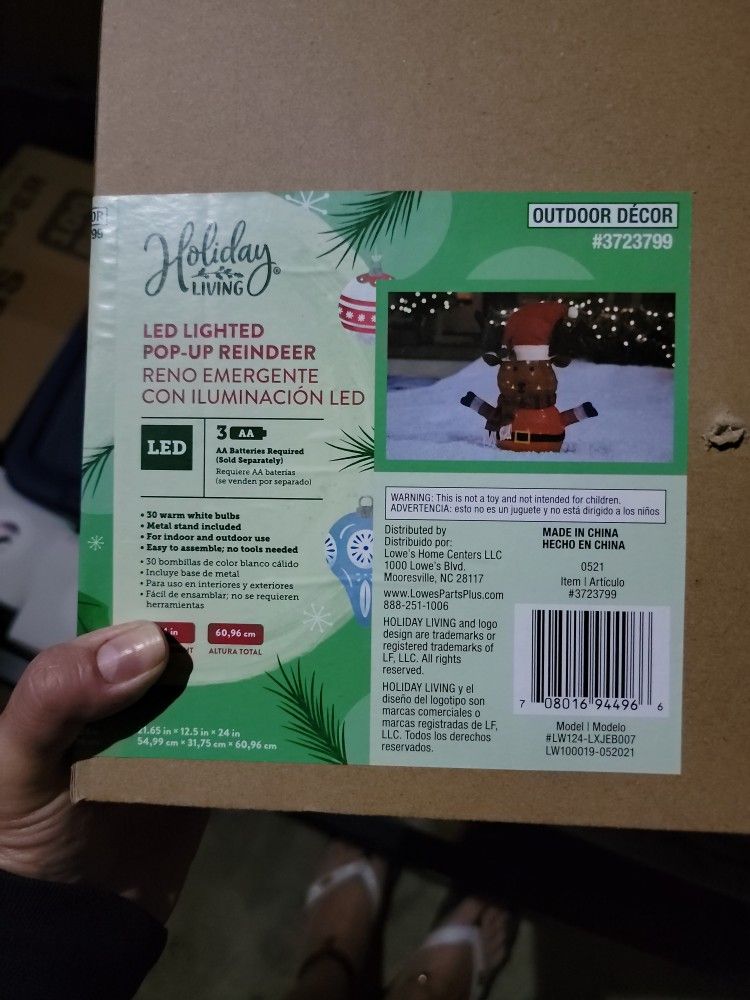 OUTDOOR DÉCOR
#3723799
99
Holiday
LIVING®
LED LIGHTED
POP-UP REINDEER
RENO EMERGENTE
CON ILUMINACIÓN LED
LED
3 AA
AA Batteries Required
(Sold Separately)
Requiere AA baterías
(se venden por separado)
• 30 warm white bulbs
• Metal stand included
• For indoor and outdoor use
• Easy to assemble; no tools needed
• 30 bombillas de color blanco cálido
• Incluye base de metal
• Para uso en interiores y exteriores
• Fácil de ensamblar; no se requieren
herramientas
in
60,96 cm
ALTURA TOTAL
21.65 in × 12.5 in × 24 in
54,99 cm × 31,75 cm × 60,96 cm
WARNING: This is not a toy and not intended for children.
ADVERTENCIA: esto no es un juguete y no está dirigido a los niños
Distributed by
Distribuido por:
Lowe's Home Centers LLC
1000 Lowe's Blvd.
Mooresville, NC 28117
www.LowesPartsPlus.com
888-251-1006
HOLIDAY LIVING and logo
design are trademarks or
registered trademarks of
LF, LLC. All rights
reserved.
HOLIDAY LIVING y el
diseño del logotipo son
marcas comerciales o
marcas registradas de LF,
LLC. Todos los derechos
reservados.
MADE IN CHINA
HECHO EN CHINA
0521
Item | Artículo
#3723799
7 08016 94496 6
Model | Modelo
#LW124-LXJEB007
LW100019-052021